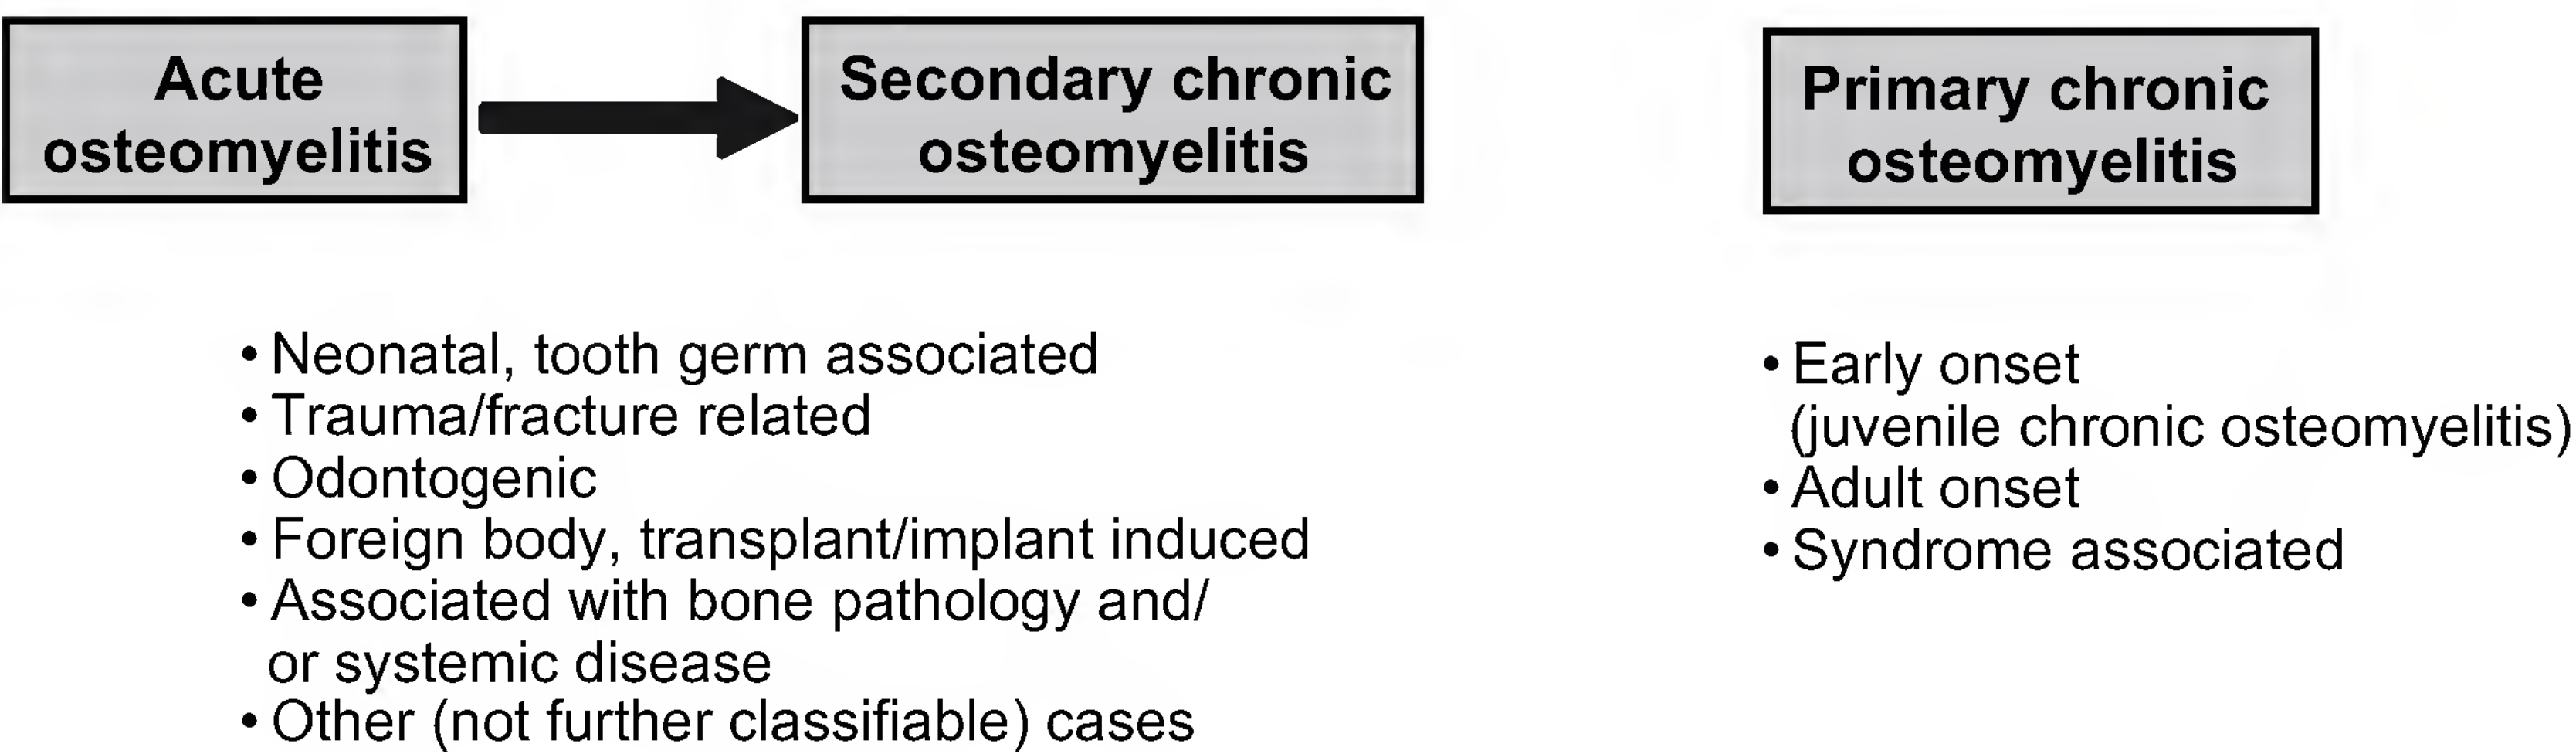 Acute
osteomyelitis
Secondary chronic
osteomyelitis
Primary chronic
osteomyelitis
• Neonatal, tooth germ associated
• Trauma/fracture related
• Odontogenic
• Foreign body, transplant/implant induced
• Associated with bone pathology and/
or systemic disease
• Other (not further classifiable) cases
• Early onset
(juvenile chronic osteomyelitis)
• Adult onset
• Syndrome associated